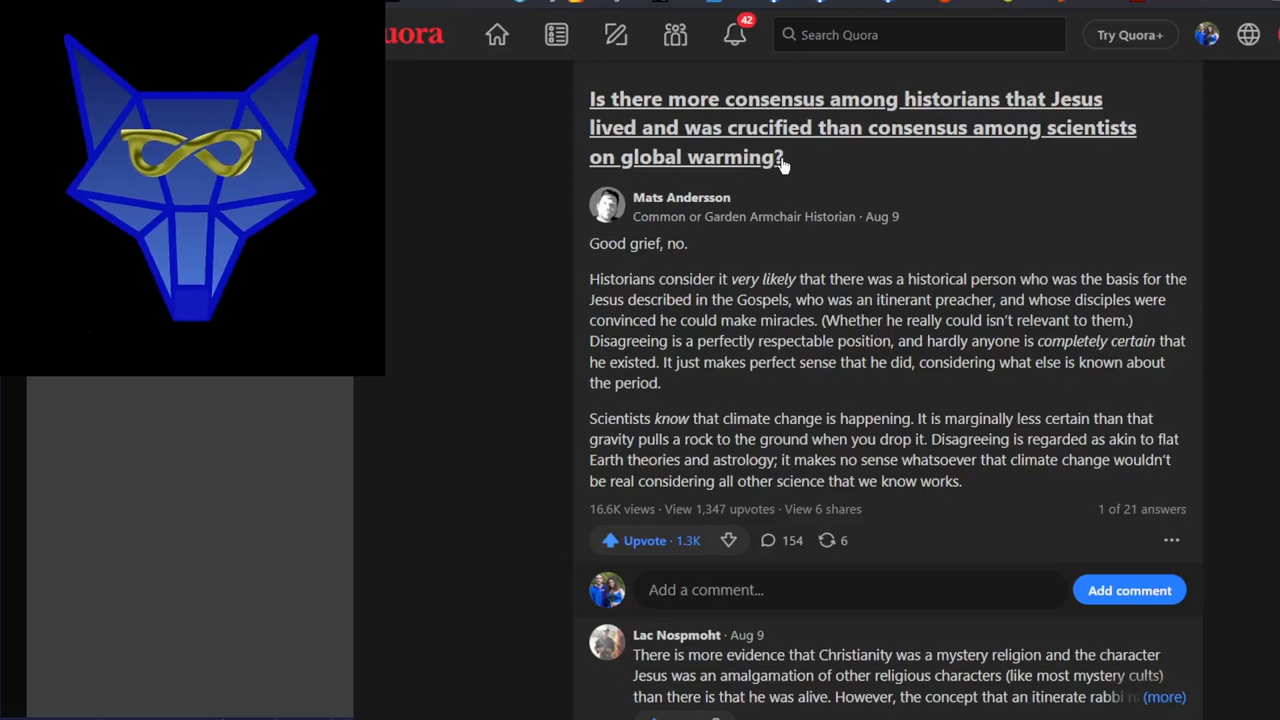 uora
42
Search Quora
Try Quora+
Is there more consensus among historians that Jesus
lived and was crucified than consensus among scientists
on global warming?
Mats Andersson
Common or Garden Armchair Historian · Aug 9
Good grief, no.
Historians consider it very likely that there was a historical person who was the basis for the
Jesus described in the Gospels, who was an itinerant preacher, and whose disciples were
convinced he could make miracles. (Whether he really could isn’t relevant to them.)
Disagreeing is a perfectly respectable position, and hardly anyone is completely certain that
he existed. It just makes perfect sense that he did, considering what else is known about
the period.
Scientists know that climate change is happening. It is marginally less certain than that
gravity pulls a rock to the ground when you drop it. Disagreeing is regarded as akin to flat
Earth theories and astrology; it makes no sense whatsoever that climate change wouldn’t
be real considering all other science that we know works.
16.6K views · View 1,347 upvotes · View 6 shares
1 of 21 answers
Upvote · 1.3K
154
6
Add a comment...
Add comment
Lac Nospmoht · Aug 9
There is more evidence that Christianity was a mystery religion and the character
Jesus was an amalgamation of other religious characters (like most mystery cults)
than there is that he was alive. However, the concept that an itinerate rabbi (more)